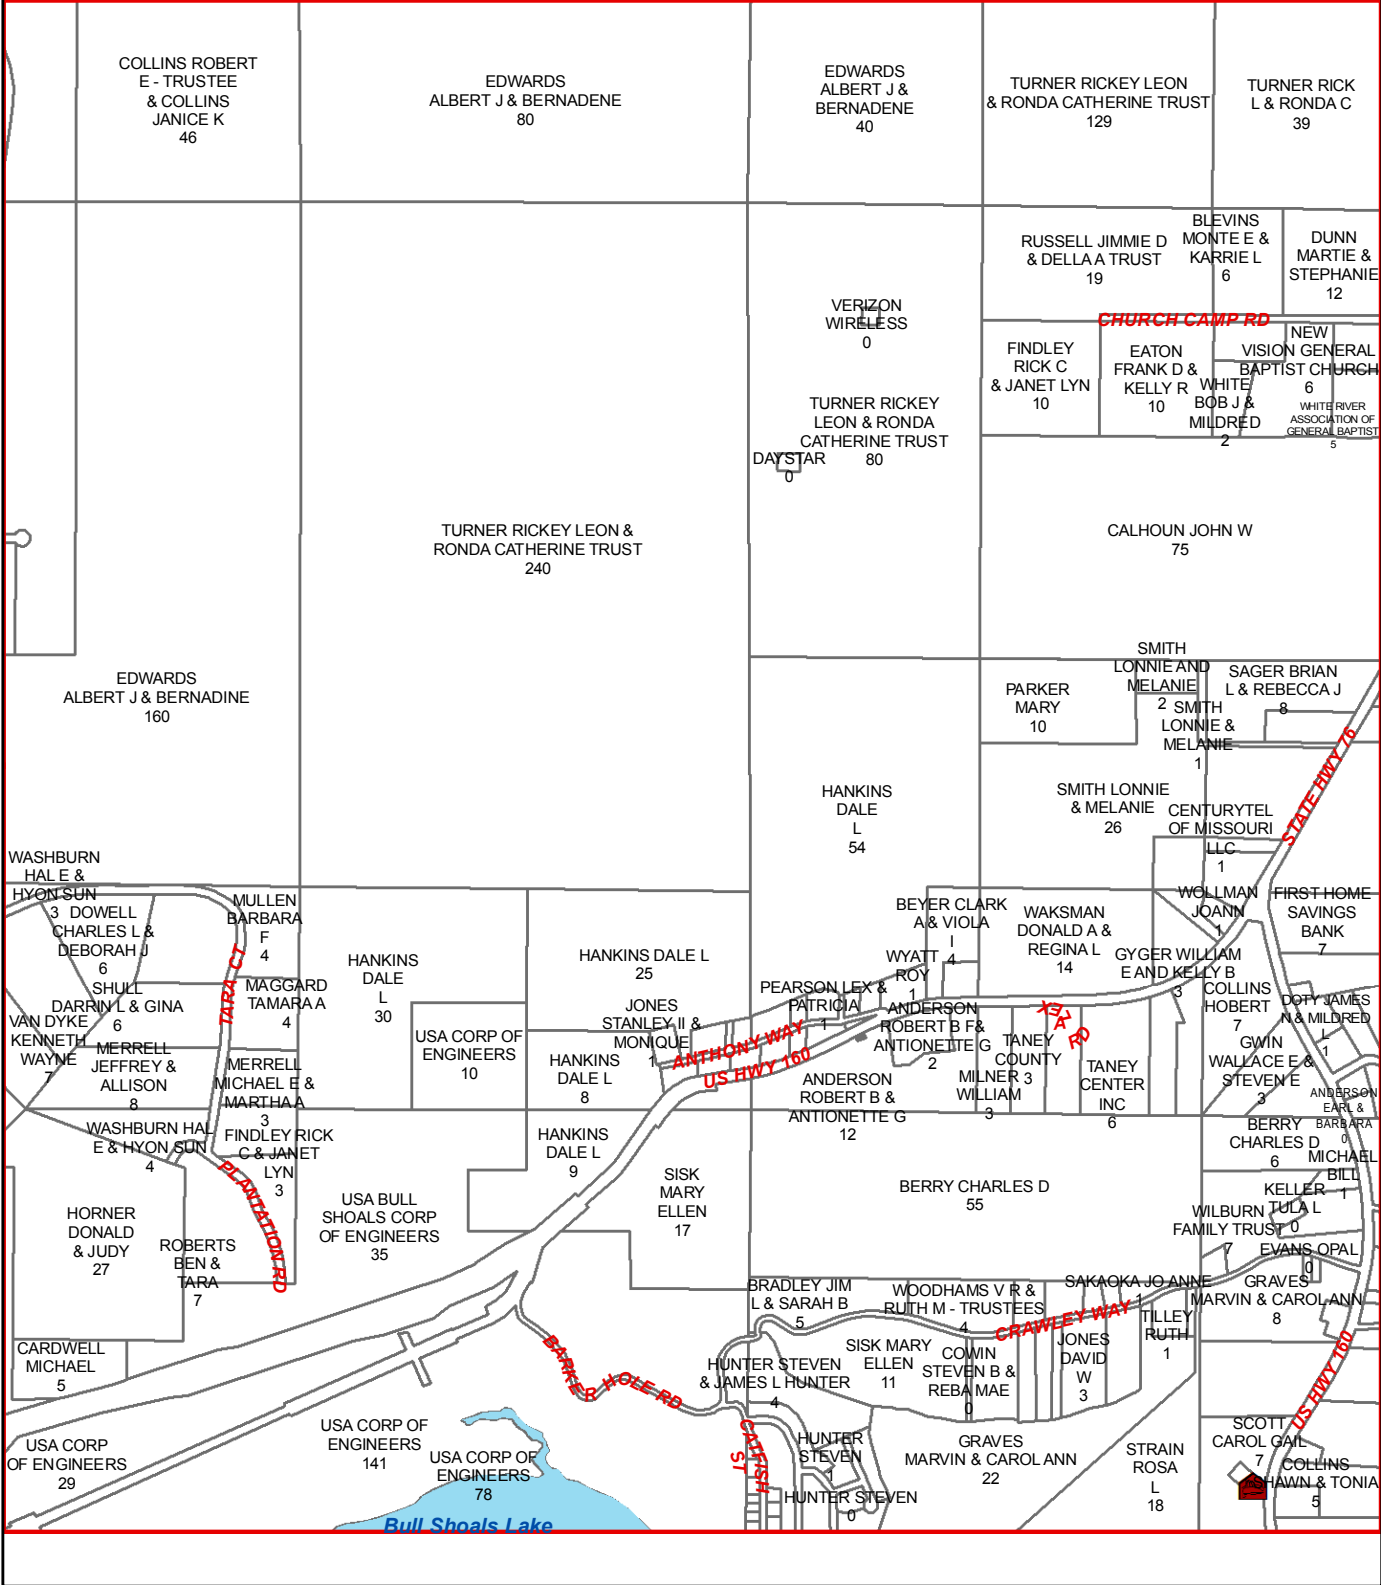 COLLINS ROBERT
E - TRUSTEE
& COLLINS
JANICE K
46
EDWARDS
ALBERT J & BERNADENE
80
EDWARDS
ALBERT J &
BERNADENE
40
TURNER RICKEY LEON
& RONDA CATHERINE TRUST
129
TURNER RICK
L & RONDA C
39
RUSSELL JIMMIE D
& DELLA A TRUST
19
BLEVINS
MONTE E &
KARRIE L
6
DUNN
MARTIE &
STEPHANIE
12
VERIZON
WIRELESS
0
CHURCH CAMP RD
FINDLEY
RICK C
& JANET LYN
10
EATON
FRANK D &
KELLY R
10
WHITE
BOB J &
MILDRED
2
NEW
VISION GENERAL
BAPTIST CHURCH
6
WHITE RIVER
ASSOCIATION OF
GENERAL BAPTIST
5
TURNER RICKEY
LEON & RONDA
CATHERINE TRUST
80
DAYSTAR
0
TURNER RICKEY LEON &
RONDA CATHERINE TRUST
240
CALHOUN JOHN W
75
EDWARDS
ALBERT J & BERNADINE
160
PARKER
MARY
10
SMITH
LONNIE AND
MELANIE
2
SMITH
LONNIE &
MELANIE
1
SAGER BRIAN
L & REBECCA J
8
STATE HWY 76
HANKINS
DALE
L
54
SMITH LONNIE
& MELANIE
26
CENTURYTEL
OF MISSOURI
LLC
1
WASHBURN
HAL E &
HYON SUN
3
DOWELL
CHARLES L &
DEBORAH J
6
MULLEN
BARBARA
F
4
TARA CT
SHULL
DARRIN L & GINA
6
MAGGARD
TAMARA A
4
VAN DYKE
KENNETH
WAYNE
7
MERRELL
JEFFREY &
ALLISON
8
MERRELL
MICHAEL E &
MARTHA A
3
HANKINS
DALE
L
30
HANKINS DALE L
25
USA CORP OF
ENGINEERS
10
JONES
STANLEY II &
MONIQUE
1
HANKINS
DALE L
8
ANTHONY WAY
US HWY 160
PEARSON LEX &
PATRICIA
1
WYATT
ROY
1
BEYER CLARK
A & VIOLA
I
4
WAKSMAN
DONALD A &
REGINA L
14
WOLLMAN
JOANN
1
FIRST HOME
SAVINGS
BANK
7
GYGER WILLIAM
E AND KELLY B
3
COLLINS
HOBERT
7
DOTY JAMES
N & MILDRED
L
1
ANDERSON
ROBERT B F&
ANTIONETTE G
2
LEX
A
RD
TANEY
COUNTY
3
MILNER
WILLIAM
3
TANEY
CENTER
INC
6
GWIN
WALLACE E &
STEVEN E
3
ANDERSON
ROBERT B &
ANTIONETTE G
12
ANDERSON
EARL &
BARBARA
0
WASHBURN HAL
E & HYON SUN
4
FINDLEY RICK
C & JANET
LYN
3
PLANTATION RD
HANKINS
DALE L
9
SISK
MARY
ELLEN
17
BERRY
CHARLES D
6
MICHAEL
BILL
1
BERRY CHARLES D
55
KELLER
TULA L
0
WILBURN
FAMILY TRUST
7
HORNER
DONALD
& JUDY
27
ROBERTS
BEN &
TARA
7
USA BULL
SHOALS CORP
OF ENGINEERS
35
EVANS OPAL
0
BRADLEY JIM
L & SARAH B
5
WOODHAMS V R &
RUTH M - TRUSTEES
4
SAKAOKA JO ANNE
1
GRAVES
MARVIN & CAROL ANN
8
CRAWLEY WAY
TILLEY
RUTH
1
CARDWELL
MICHAEL
5
BARKER HOLE RD
HUNTER STEVEN
& JAMES L HUNTER
4
SISK MARY
ELLEN
11
COWIN
STEVEN B &
REBA MAE
0
JONES
DAVID
W
3
US HWY 160
USA CORP
OF ENGINEERS
29
USA CORP OF
ENGINEERS
141
USA CORP OF
ENGINEERS
78
CATFISH
ST
HUNTER
STEVEN
1
GRAVES
MARVIN & CAROL ANN
22
STRAIN
ROSA
L
18
SCOTT
CAROL GAIL
7
COLLINS
SHAWN & TONIA
5
HUNTER STEVEN
0
Bull Shoals Lake